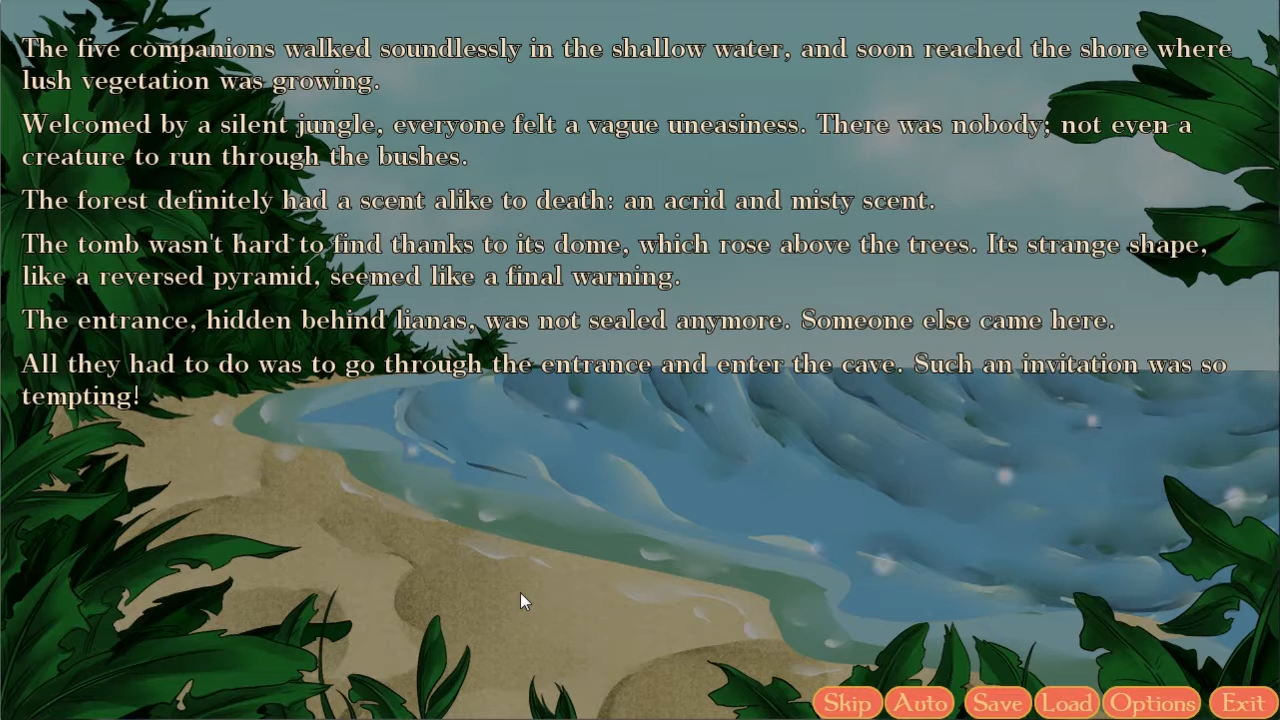 The five companions walked soundlessly in the shallow water, and soon reached the shore where
lush vegetation was growing.
Welcomed by a silent jungle, everyone felt a vague uneasiness. There was nobody; not even a
creature to run through the bushes.
The forest definitely had a scent alike to death: an acrid and misty scent.
The tomb wasn't hard to find thanks to its dome, which rose above the trees. Its strange shape,
like a reversed pyramid, seemed like a final warning.
The entrance, hidden behind lianas, was not sealed anymore. Someone else came here.
All they had to do was to go through the entrance and enter the cave. Such an invitation was so
tempting!
Skip Auto Save Load Options Exit